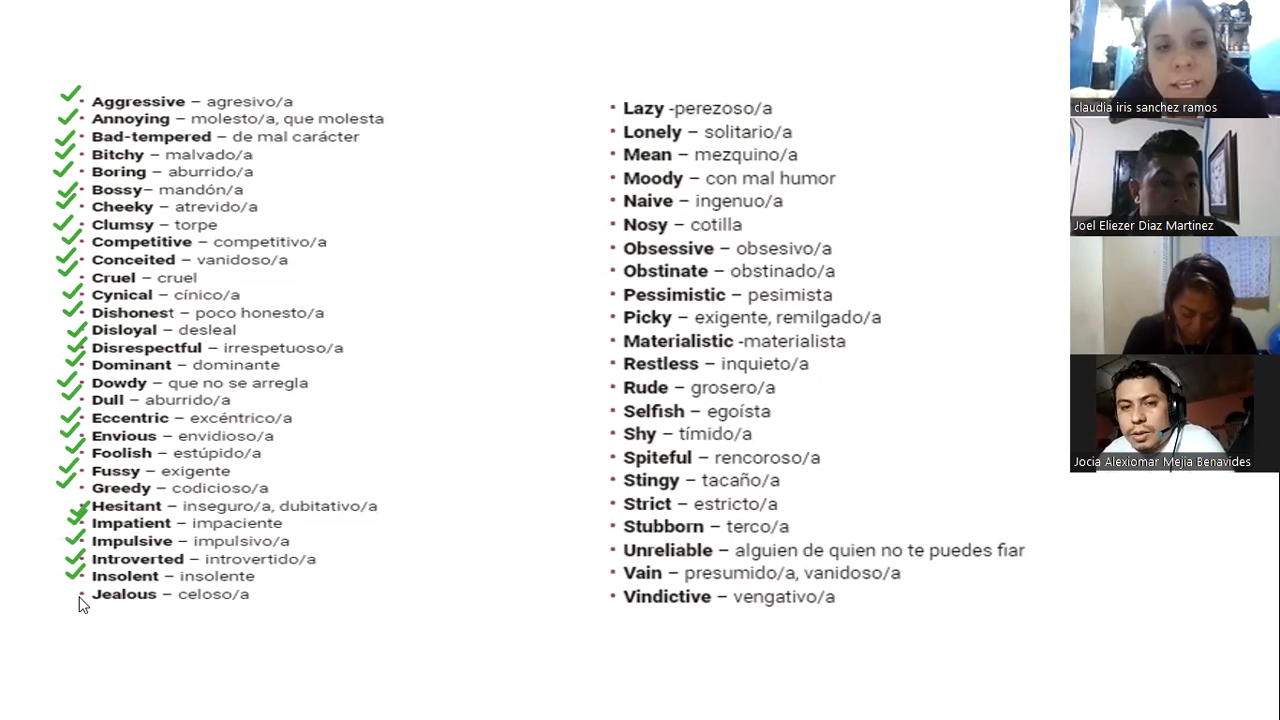 Aggressive – agresivo/a
Annoying – molesto/a, que molesta
Bad-tempered – de mal carácter
Bitchy – malvado/a
Boring – aburrido/a
Bossy– mandón/a
Cheeky – atrevido/a
Clumsy – torpe
Competitive – competitivo/a
Conceited – vanidoso/a
Cruel – cruel
Cynical – cínico/a
Dishonest – poco honesto/a
Disloyal – desleal
Disrespectful – irrespetuoso/a
Dominant – dominante
Dowdy – que no se arregla
Dull – aburrido/a
Eccentric – excéntrico/a
Envious – envidioso/a
Foolish – estúpido/a
Fussy – exigente
Greedy – codicioso/a
Hesitant – inseguro/a, dubitativo/a
Impatient – impaciente
Impulsive – impulsivo/a
Introverted – introvertido/a
Insolent – insolente
Jealous – celoso/a
Lazy -perezoso/a
Lonely – solitario/a
Mean – mezquino/a
Moody – con mal humor
Naive – ingenuo/a
Nosy – cotilla
Obsessive – obsesivo/a
Obstinate – obstinado/a
Pessimistic – pesimista
Picky – exigente, remilgado/a
Materialistic -materialista
Restless – inquieto/a
Rude – grosero/a
Selfish – egoísta
Shy – tímido/a
Spiteful – rencoroso/a
Stingy – tacaño/a
Strict – estricto/a
Stubborn – terco/a
Unreliable – alguien de quien no te puedes fiar
Vain – presumido/a, vanidoso/a
Vindictive – vengativo/a
claudia iris sanchez ramos
Joel Eliezer Diaz Martinez
Jocia Alexiomar Mejia Benavides